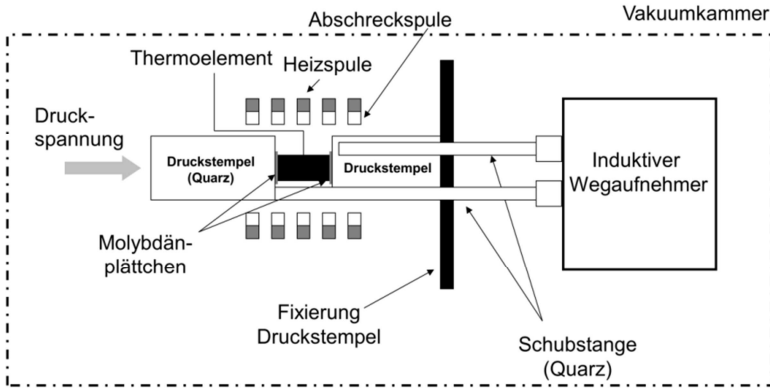 Vakuumkammer
Abschreckspule
Thermoelement
Heizspule
Druck-
spannung
Druckstempel
(Quarz)
Druckstempel
Induktiver
Wegaufnehmer
Molybdän-
plättchen
Fixierung
Druckstempel
Schubstange
(Quarz)